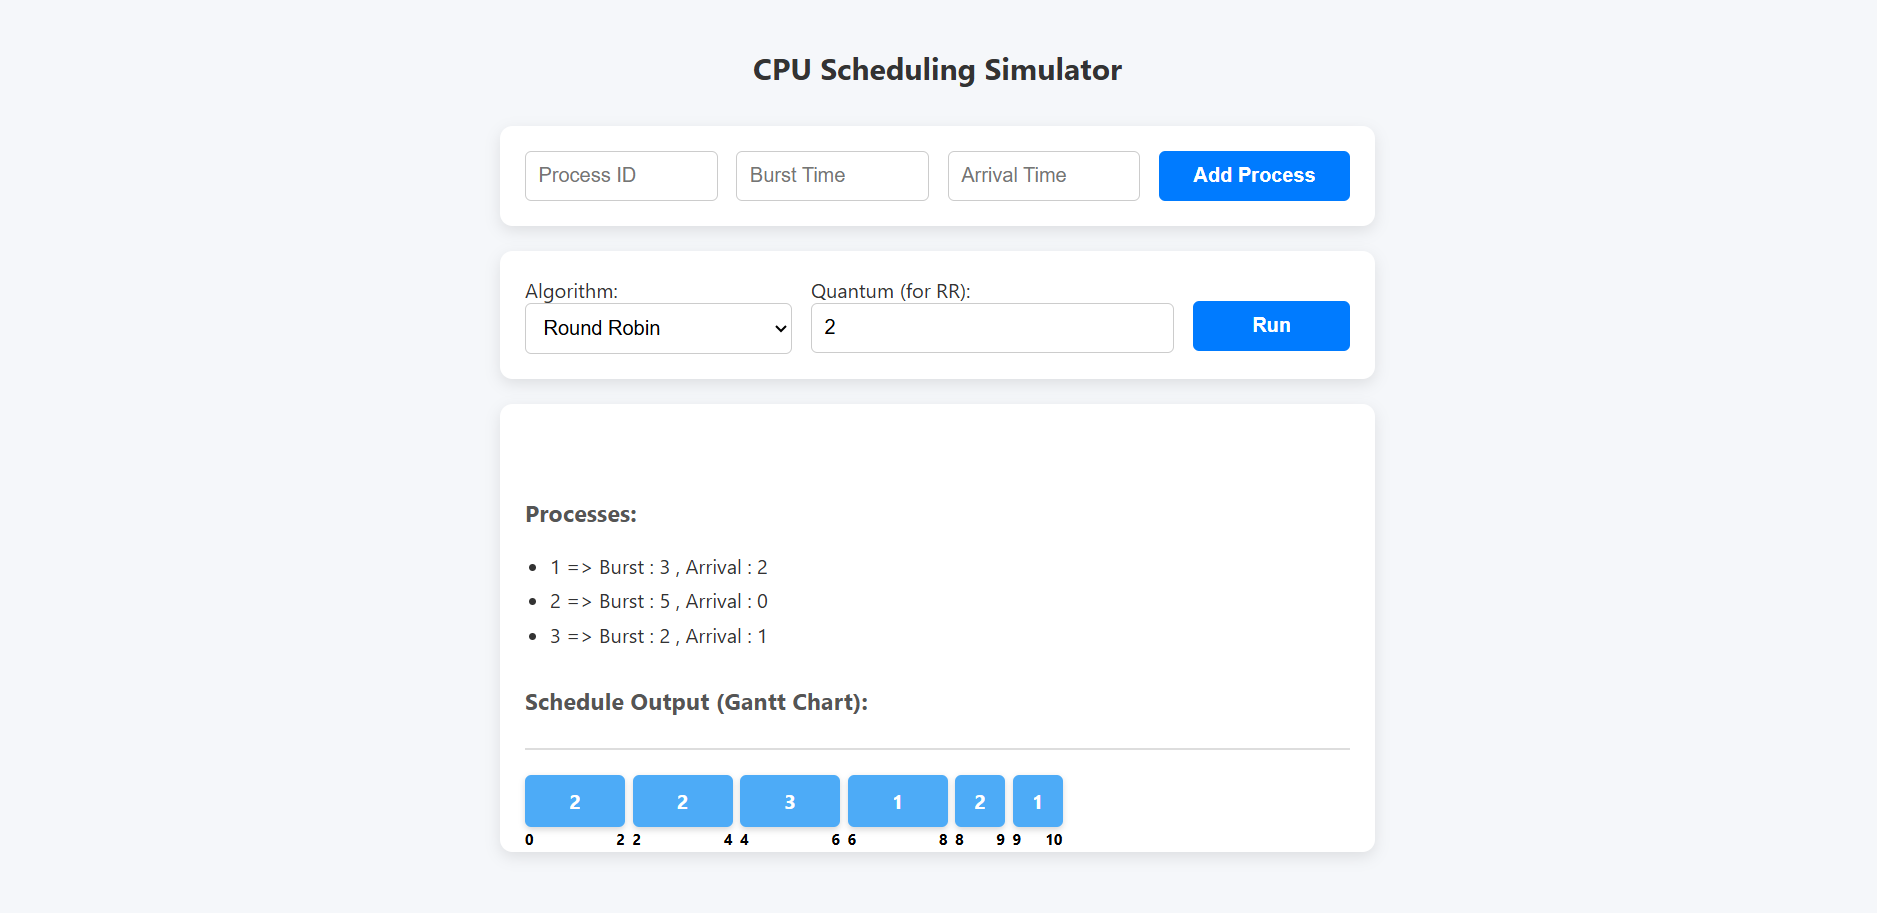 CPU Scheduling Simulator
Process ID Burst Time Arrival Time Add Process
Algorithm: Quantum (for RR):
Round Robin 2 Run
Processes:
1 => Burst : 3 , Arrival : 2
2 => Burst : 5 , Arrival : 0
3 => Burst : 2 , Arrival : 1
Schedule Output (Gantt Chart):
2 2 3 1 2 1
0 2 2 4 4 6 6 8 8 9 9 10